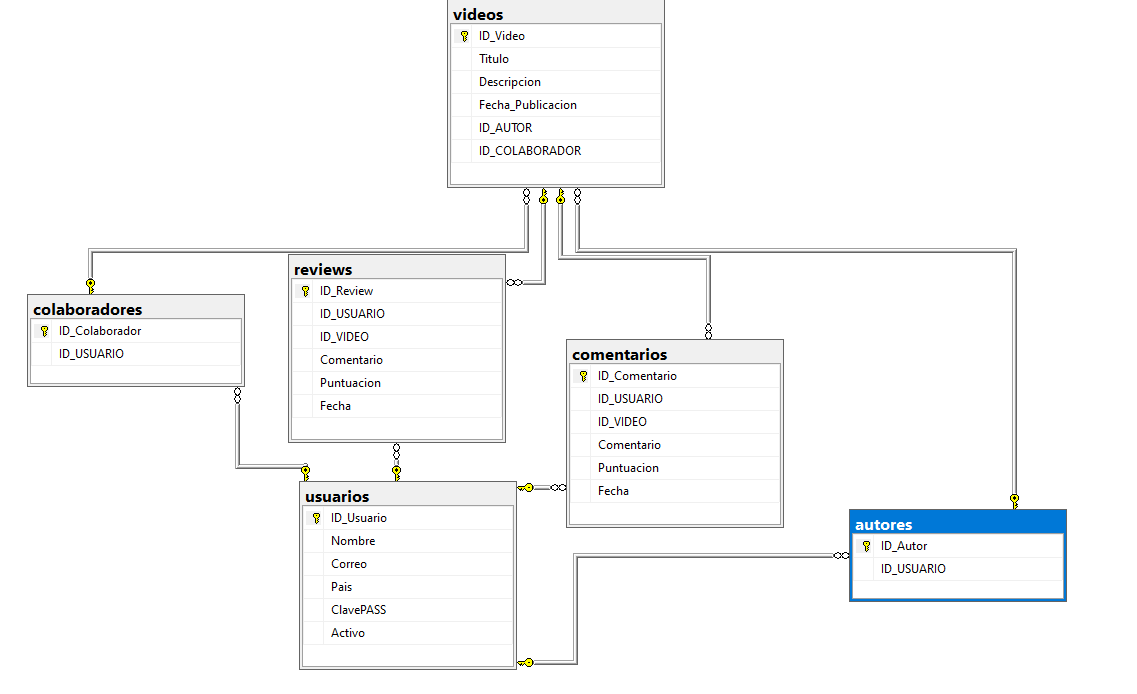 videos
ID_Video
Titulo
Descripcion
Fecha_Publicacion
ID_AUTOR
ID_COLABORADOR
colaboradores
ID_Colaborador
ID_USUARIO
reviews
ID_Review
ID_USUARIO
ID_VIDEO
Comentario
Puntuacion
Fecha
comentarios
ID_Comentario
ID_USUARIO
ID_VIDEO
Comentario
Puntuacion
Fecha
usuarios
ID_Usuario
Nombre
Correo
Pais
ClavePASS
Activo
autores
ID_Autor
ID_USUARIO